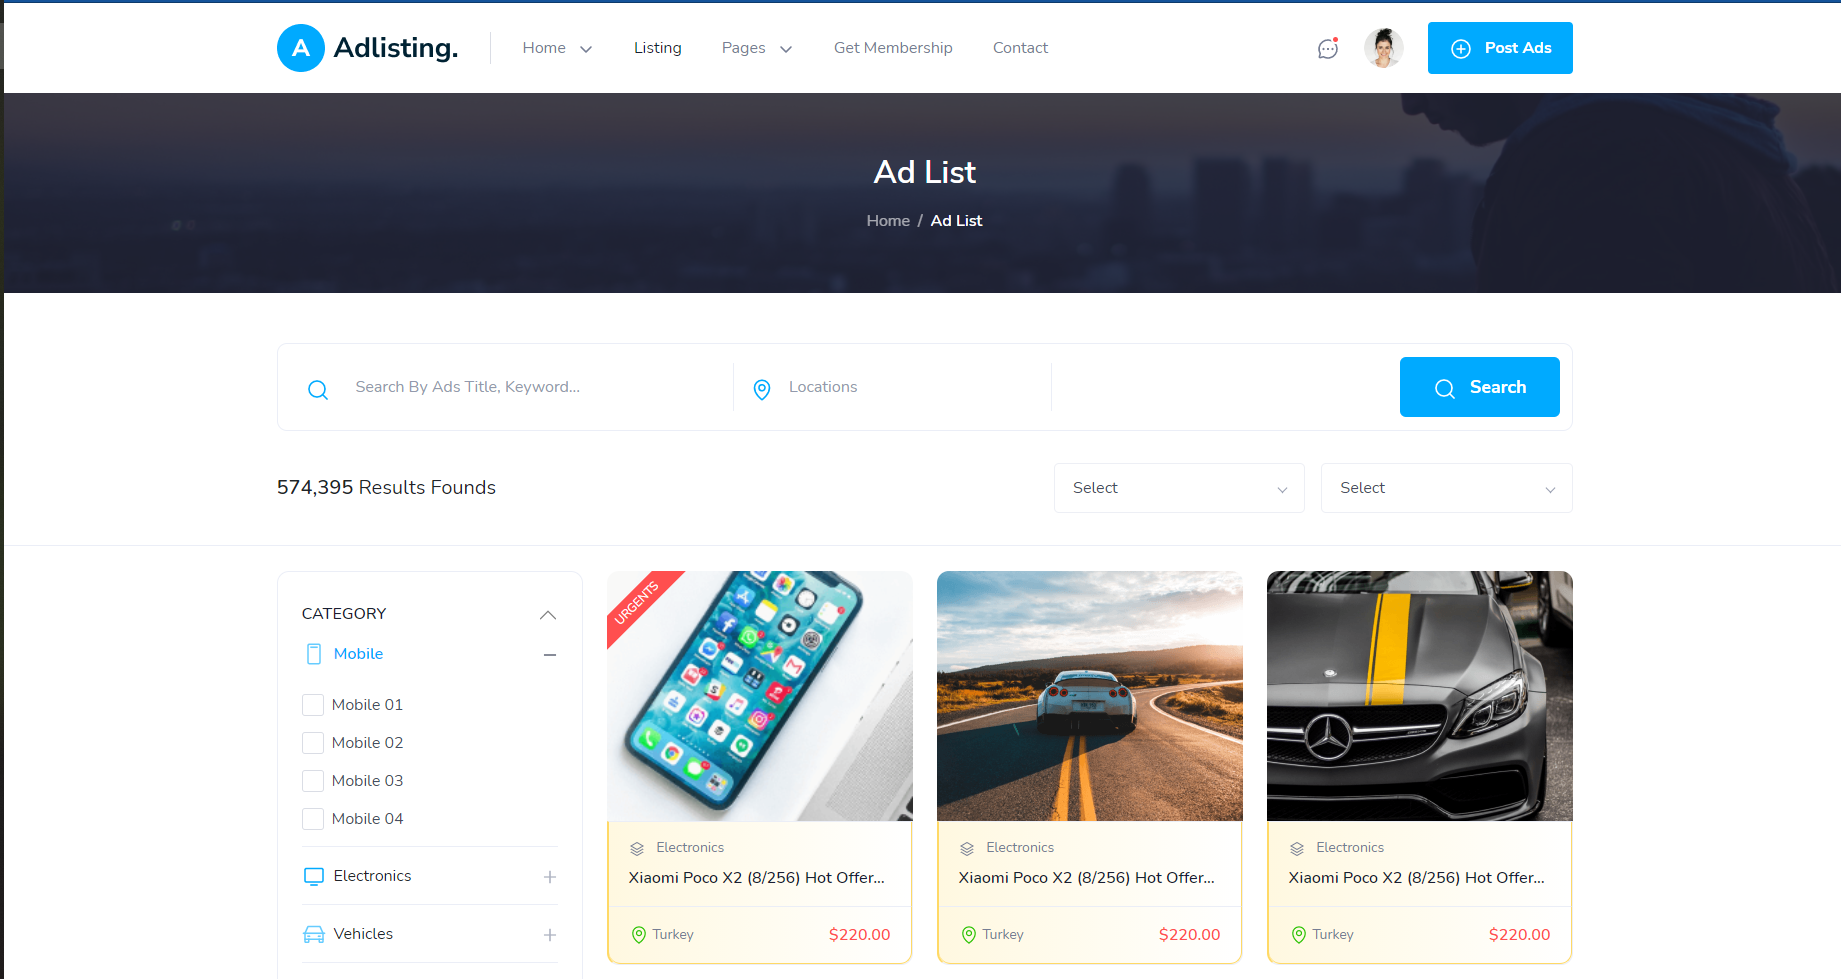 A Adlisting. Home Listing Pages Get Membership Contact Post Ads
Ad List
Home / Ad List
Search By Ads Title, Keyword... Locations Search
574,395 Results Founds Select Select
CATEGORY
Mobile
Mobile 01
Mobile 02
Mobile 03
Mobile 04
Electronics
Vehicles
URGENTS
Electronics
Xiaomi Poco X2 (8/256) Hot Offer...
Turkey $220.00
Electronics
Xiaomi Poco X2 (8/256) Hot Offer...
Turkey $220.00
Electronics
Xiaomi Poco X2 (8/256) Hot Offer...
Turkey $220.00